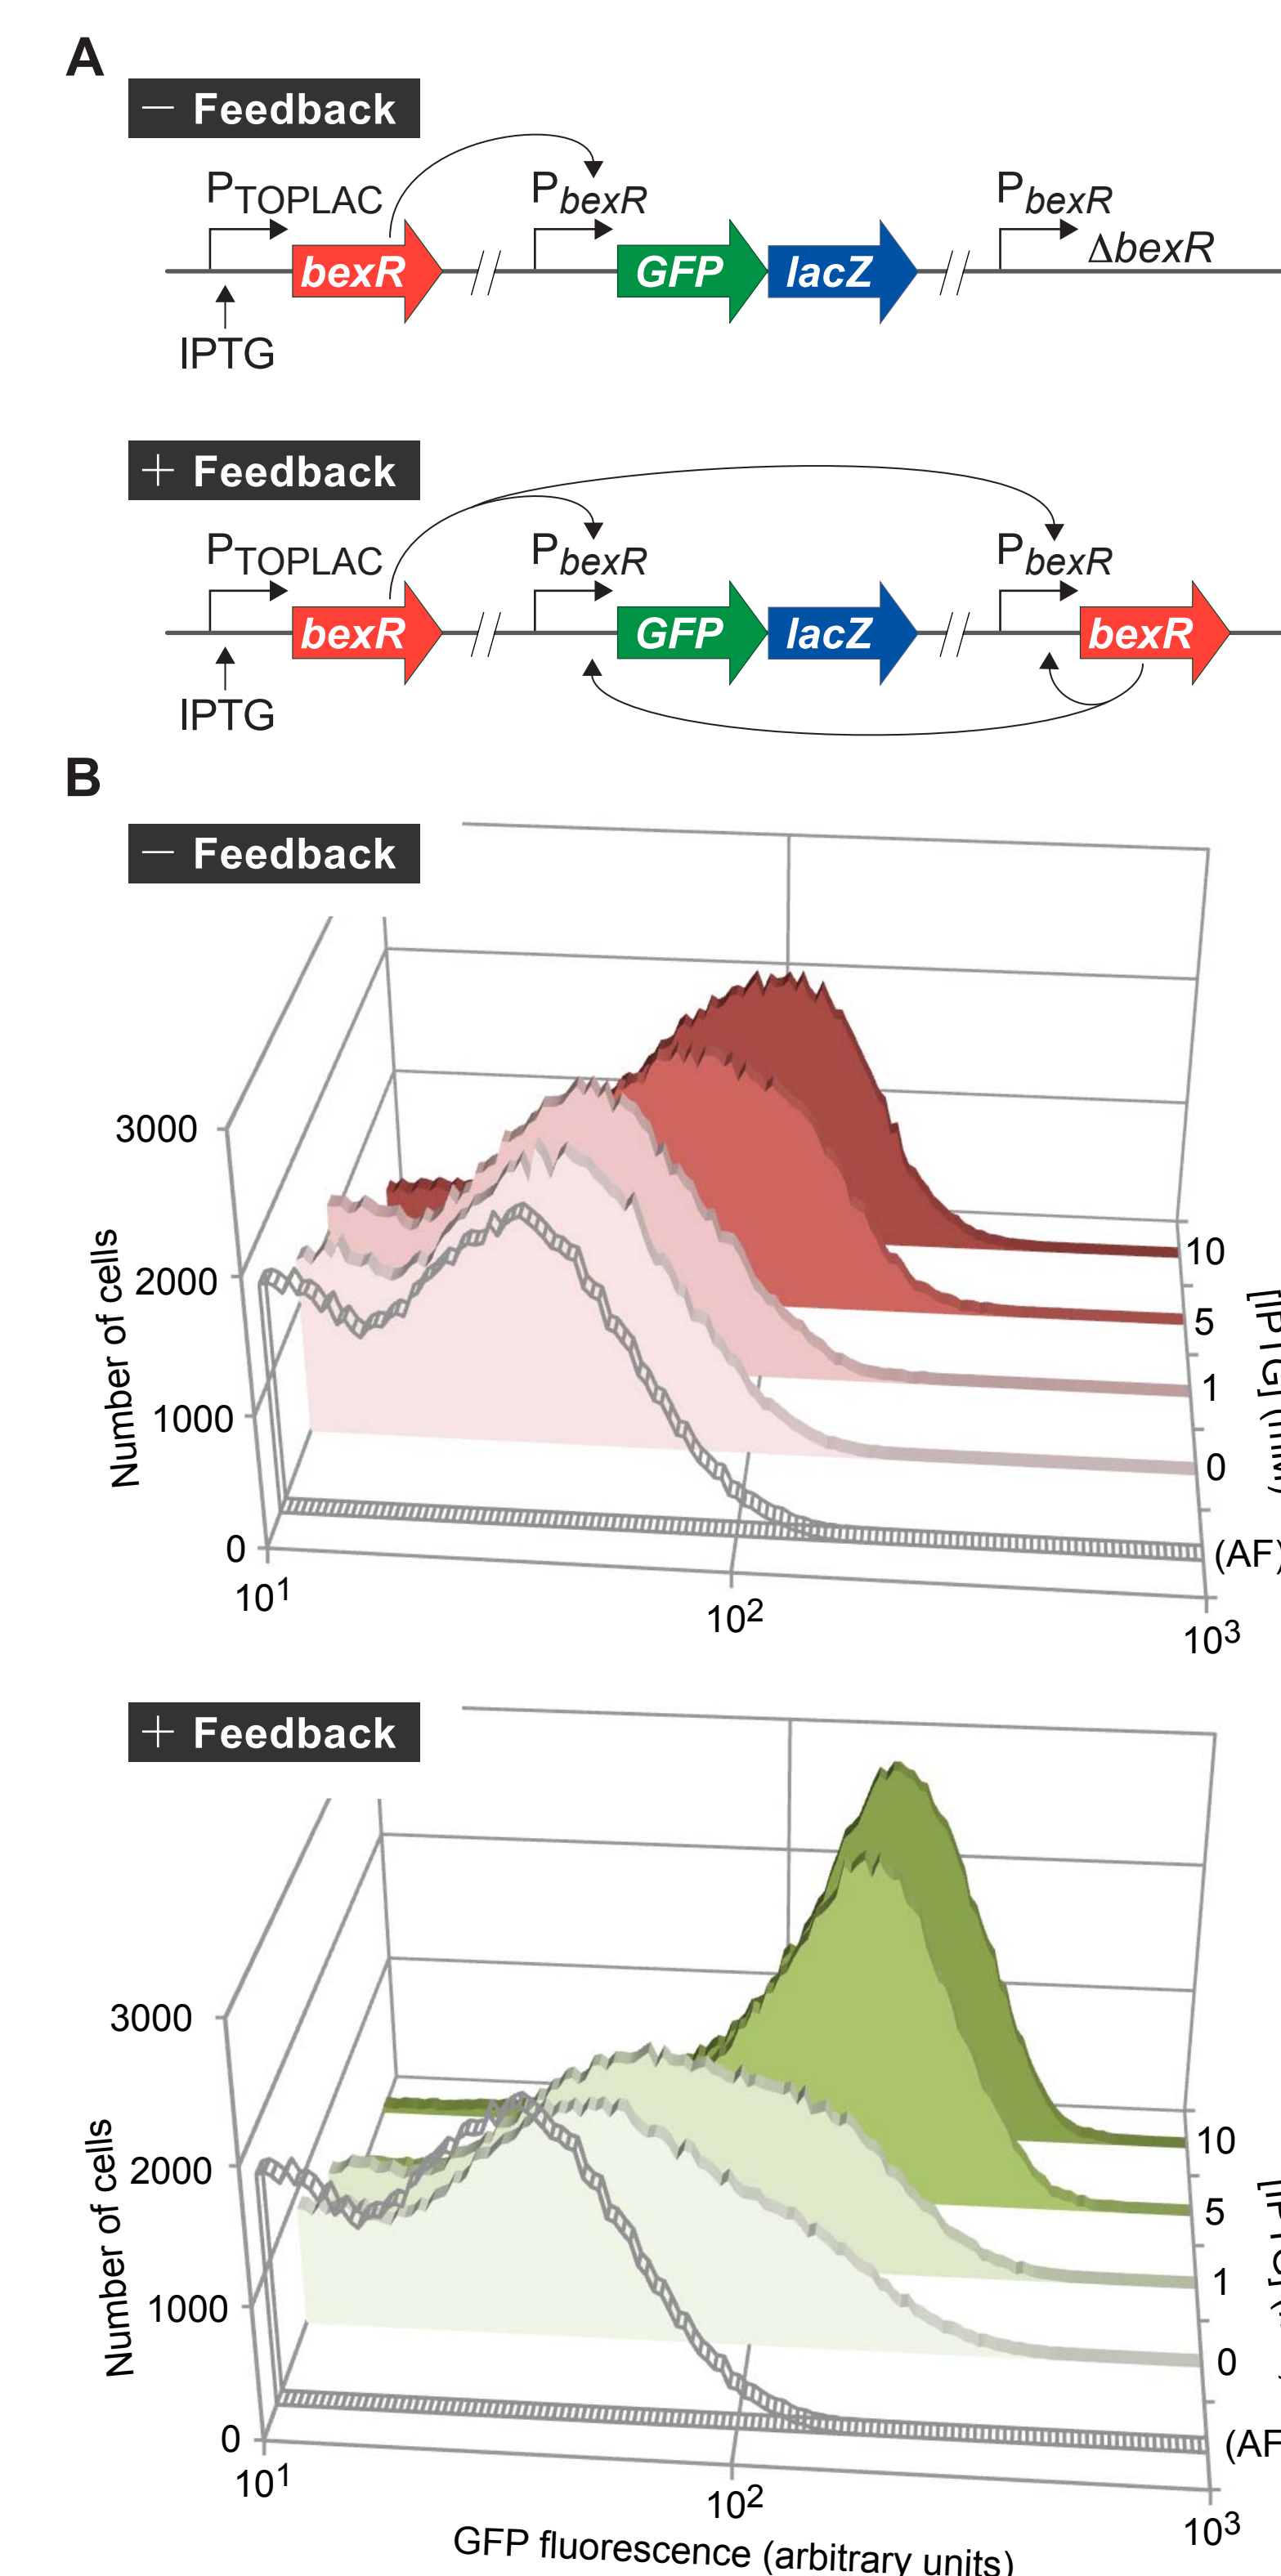 A
− Feedback
PTOPLAC PbexR PbexR
ΔbexR
bexR GFP lacZ
IPTG
+ Feedback
PTOPLAC PbexR PbexR
bexR GFP lacZ bexR
IPTG
B
− Feedback
3000
2000
1000
0
Number of cells
10
5
1
0
(AF)
[IPTG]
10¹
10²
10³
+ Feedback
3000
2000
1000
0
Number of cells
10
5
1
0
(AF
10¹
10²
10³
GFP fluorescence (arbitrary units)